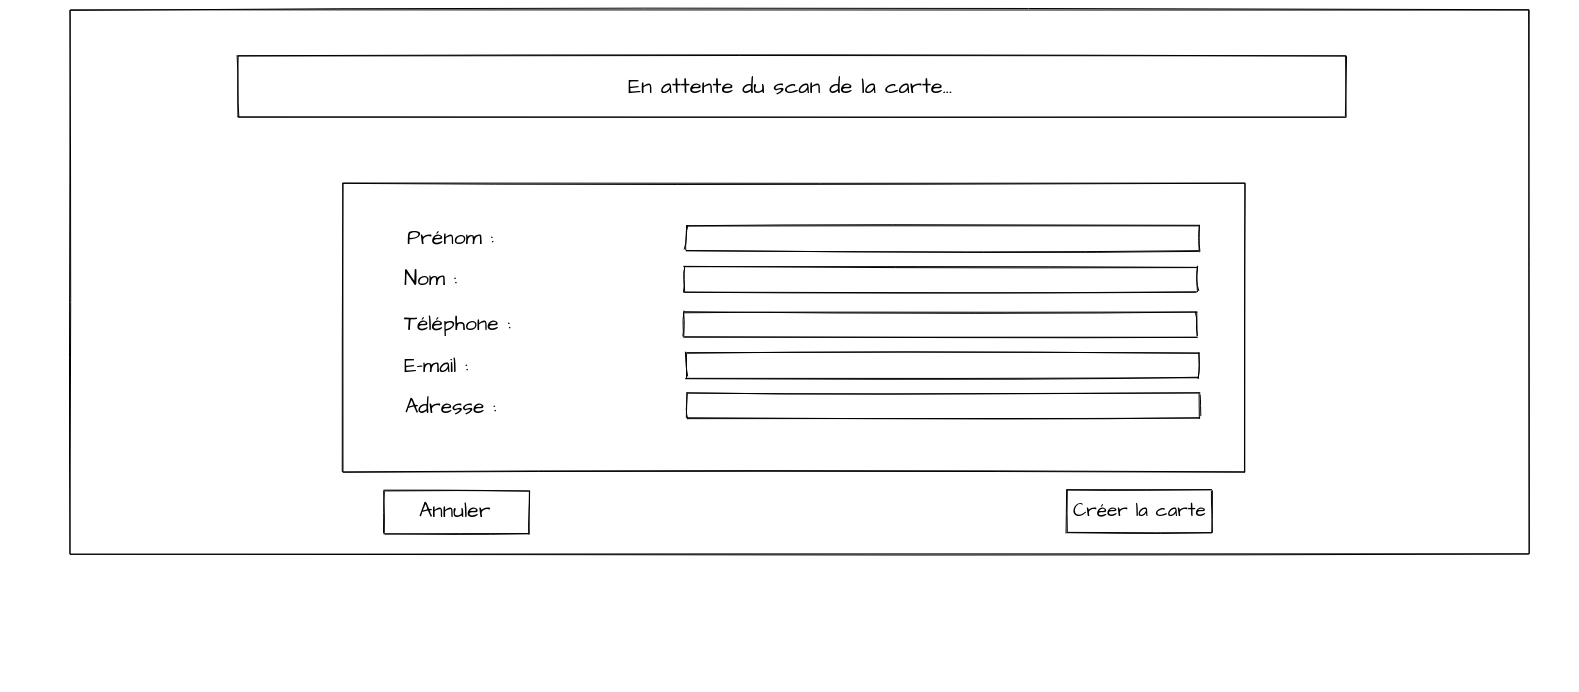 En attente du scan de la carte...
Prénom :
Nom :
Téléphone :
E-mail :
Adresse :
Annuler
Créer la carte